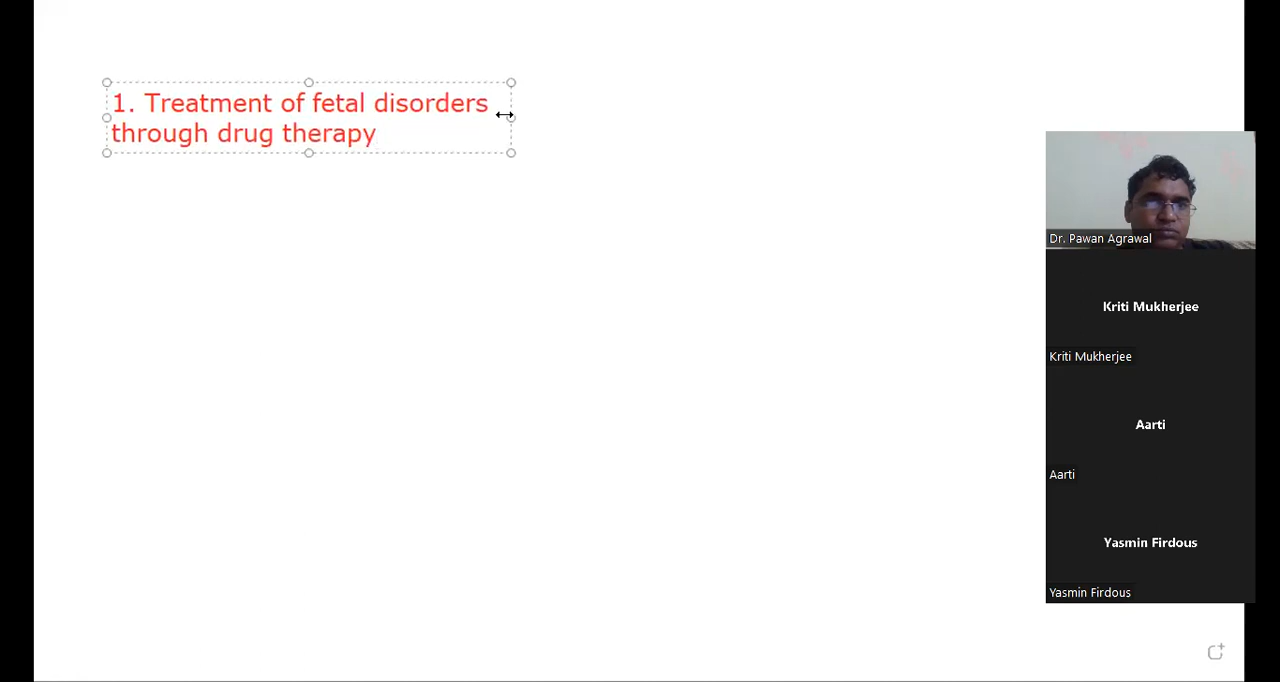 1. Treatment of fetal disorders
through drug therapy
Dr. Pawan Agrawal
Kriti Mukherjee
Kriti Mukherjee
Aarti
Aarti
Yasmin Firdous
Yasmin Firdous